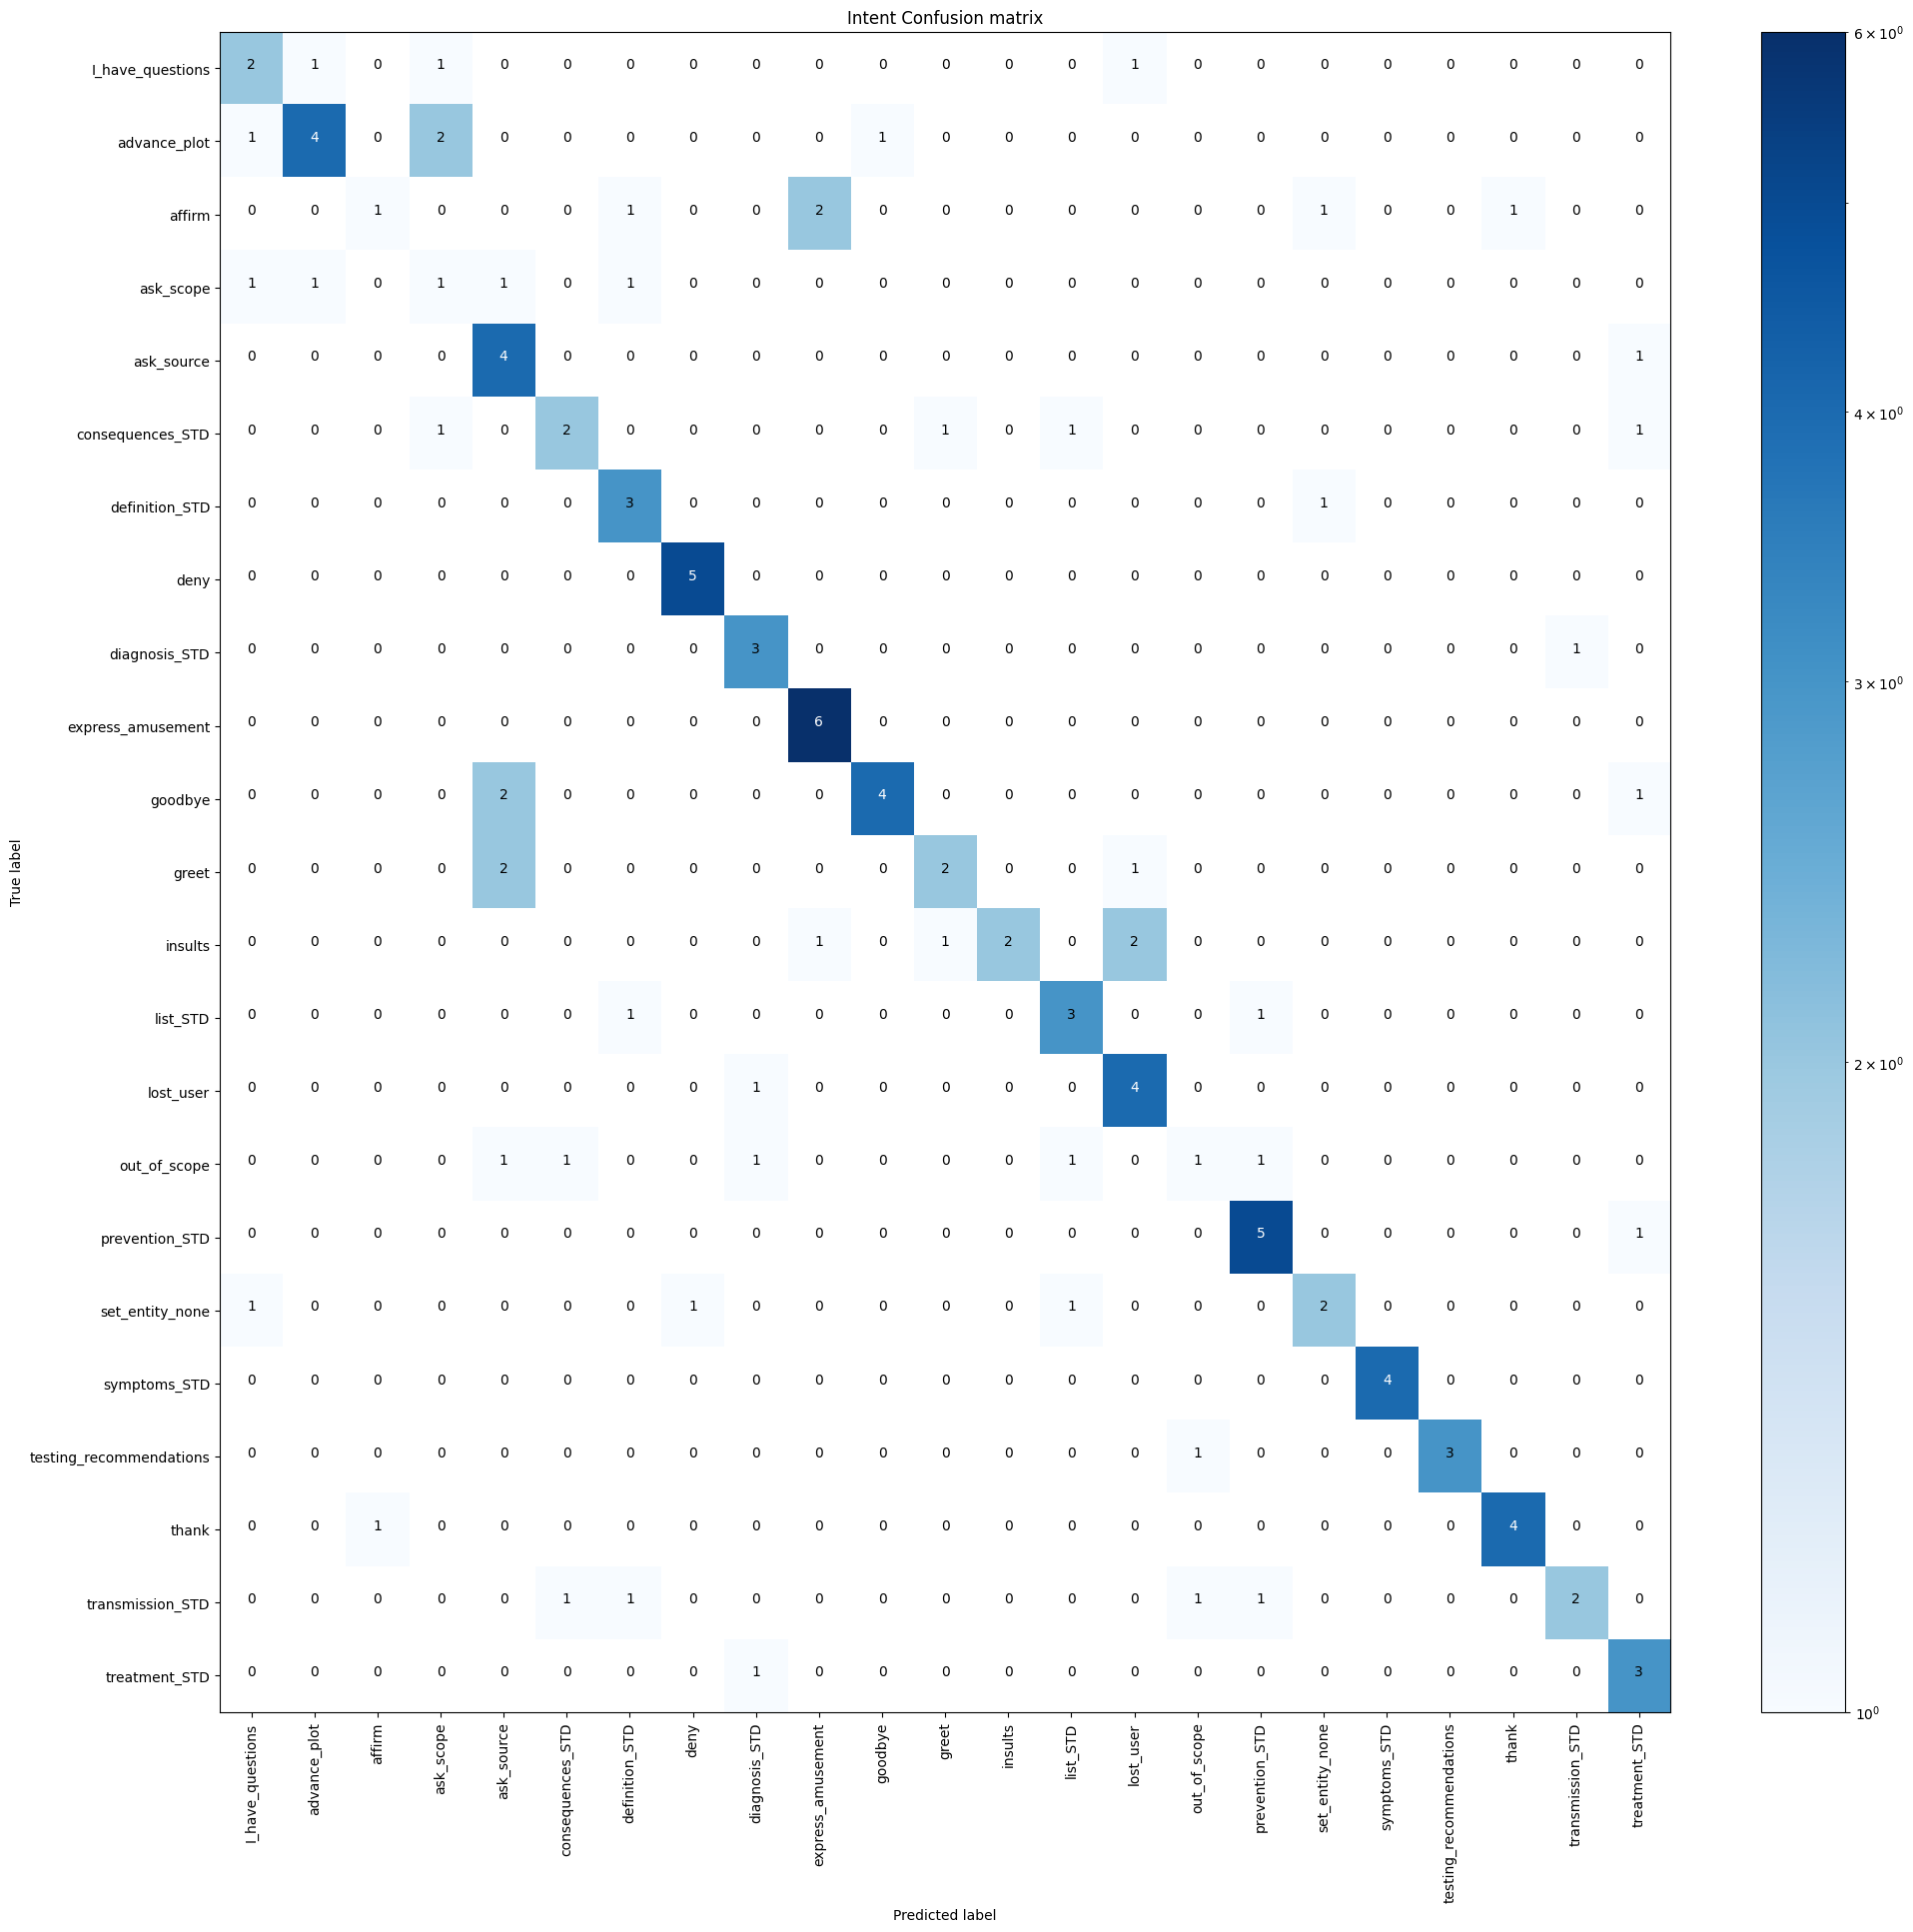 Intent Confusion matrix
I_have_questions 2 1 0 1 0 0 0 0 0 0 0 0 0 0 1 0 0 0 0 0 0 0 0
advance_plot 1 4 0 2 0 0 0 0 0 0 1 0 0 0 0 0 0 0 0 0 0 0 0
affirm 0 0 1 0 0 0 1 0 0 2 0 0 0 0 0 0 0 1 0 0 1 0 0
ask_scope 1 1 0 1 1 0 1 0 0 0 0 0 0 0 0 0 0 0 0 0 0 0 0
ask_source 0 0 0 0 4 0 0 0 0 0 0 0 0 0 0 0 0 0 0 0 0 0 1
consequences_STD 0 0 0 1 0 2 0 0 0 0 0 1 0 1 0 0 0 0 0 0 0 0 1
definition_STD 0 0 0 0 0 0 3 0 0 0 0 0 0 0 0 0 0 1 0 0 0 0 0
deny 0 0 0 0 0 0 0 5 0 0 0 0 0 0 0 0 0 0 0 0 0 0 0
diagnosis_STD 0 0 0 0 0 0 0 0 3 0 0 0 0 0 0 0 0 0 0 0 0 1 0
express_amusement 0 0 0 0 0 0 0 0 0 6 0 0 0 0 0 0 0 0 0 0 0 0 0
goodbye 0 0 0 0 2 0 0 0 0 0 4 0 0 0 0 0 0 0 0 0 0 0 1
greet 0 0 0 0 2 0 0 0 0 0 0 2 0 0 1 0 0 0 0 0 0 0 0
insults 0 0 0 0 0 0 0 0 0 1 0 1 2 0 2 0 0 0 0 0 0 0 0
list_STD 0 0 0 0 0 0 1 0 0 0 0 0 0 3 0 0 1 0 0 0 0 0 0
lost_user 0 0 0 0 0 0 0 0 1 0 0 0 0 0 4 0 0 0 0 0 0 0 0
out_of_scope 0 0 0 0 1 1 0 0 1 0 0 0 0 1 0 1 1 0 0 0 0 0 0
prevention_STD 0 0 0 0 0 0 0 0 0 0 0 0 0 0 0 0 5 0 0 0 0 0 1
set_entity_none 1 0 0 0 0 0 0 1 0 0 0 0 0 1 0 0 0 2 0 0 0 0 0
symptoms_STD 0 0 0 0 0 0 0 0 0 0 0 0 0 0 0 0 0 0 4 0 0 0 0
testing_recommendations 0 0 0 0 0 0 0 0 0 0 0 0 0 0 0 1 0 0 0 3 0 0 0
thank 0 0 1 0 0 0 0 0 0 0 0 0 0 0 0 0 0 0 0 0 4 0 0
transmission_STD 0 0 0 0 0 1 1 0 0 0 0 0 0 0 0 1 1 0 0 0 0 2 0
treatment_STD 0 0 0 0 0 0 0 0 1 0 0 0 0 0 0 0 0 0 0 0 0 0 3
True label
I_have_questions
advance_plot
affirm
ask_scope
ask_source
consequences_STD
definition_STD
deny
diagnosis_STD
express_amusement
goodbye
greet
insults
list_STD
lost_user
out_of_scope
prevention_STD
set_entity_none
symptoms_STD
testing_recommendations
thank
transmission_STD
treatment_STD
Predicted label
6 × 10⁰
4 × 10⁰
3 × 10⁰
2 × 10⁰
10⁰